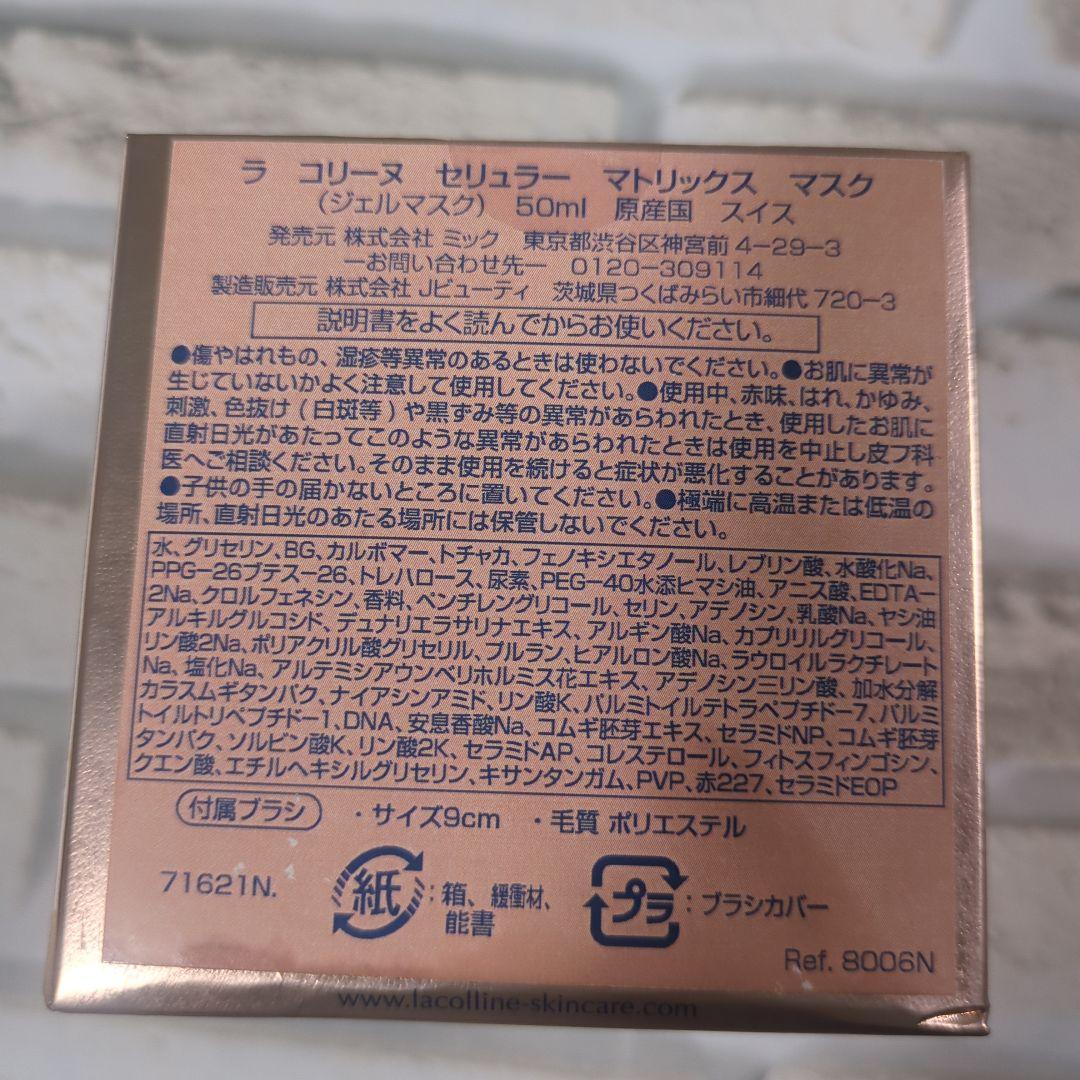 ラ コリーヌ セリュラー マトリックス マスク
（ジェルマスク） 50ml 原産国 スイス
発売元 株式会社 ミック 東京都渋谷区神宮前 4−29−3
―お問い合わせ先― 0120−309114
製造販売元 株式会社 Jビューティ 茨城県つくばみらい市細代 720−3
説明書をよく読んでからお使いください。
●傷やはれもの、湿疹等異常のあるときは使わないでください。●お肌に異常が
生じていないかよく注意して使用してください。●使用中、赤味、はれ、かゆみ、
刺激、色抜け（白斑等）や黒ずみ等の異常があらわれたとき、使用したお肌に
直射日光があたってこのような異常があらわれたときは使用を中止し皮フ科
医へご相談ください。そのまま使用を続けると症状が悪化することがあります。
●子供の手の届かないところに置いてください。●極端に高温または低温の
場所、直射日光のあたる場所には保管しないでください。
水、グリセリン、BG、カルボマー、トチャカ、フェノキシエタノール、レブリン酸、水酸化Na、
PPG−26ブテス−26、トレハロース、尿素、PEG−40水添ヒマシ油、アニス酸、EDTA−
2Na、クロルフェネシン、香料、ペンチレングリコール、セリン、アデノシン、乳酸Na、ヤシ油
アルキルグルコシド、デュナリエラサリナエキス、アルギン酸Na、カプリリルグリコール、
リン酸2Na、ポリアクリル酸グリセリル、プルラン、ヒアルロン酸Na、ラウロイルラクチレート
Na、塩化Na、アルテミシアウンベリホルミス花エキス、アデノシン三リン酸、加水分解
カラスムギタンパク、ナイアシンアミド、リン酸K、パルミトイルテトラペプチド−7、パルミ
トイルトリペプチド−1、DNA、安息香酸Na、コムギ胚芽エキス、セラミドNP、コムギ胚芽
タンパク、ソルビン酸K、リン酸2K、セラミドAP、コレステロール、フィトスフィンゴシン、
クエン酸、エチルヘキシルグリセリン、キサンタンガム、PVP、赤227、セラミドEOP
付属ブラシ ・サイズ9cm ・毛質 ポリエステル
71621N. 紙：箱、緩衝材、 プラ：ブラシカバー
能書
Ref. 8006N
www.lacolline-skincare.com